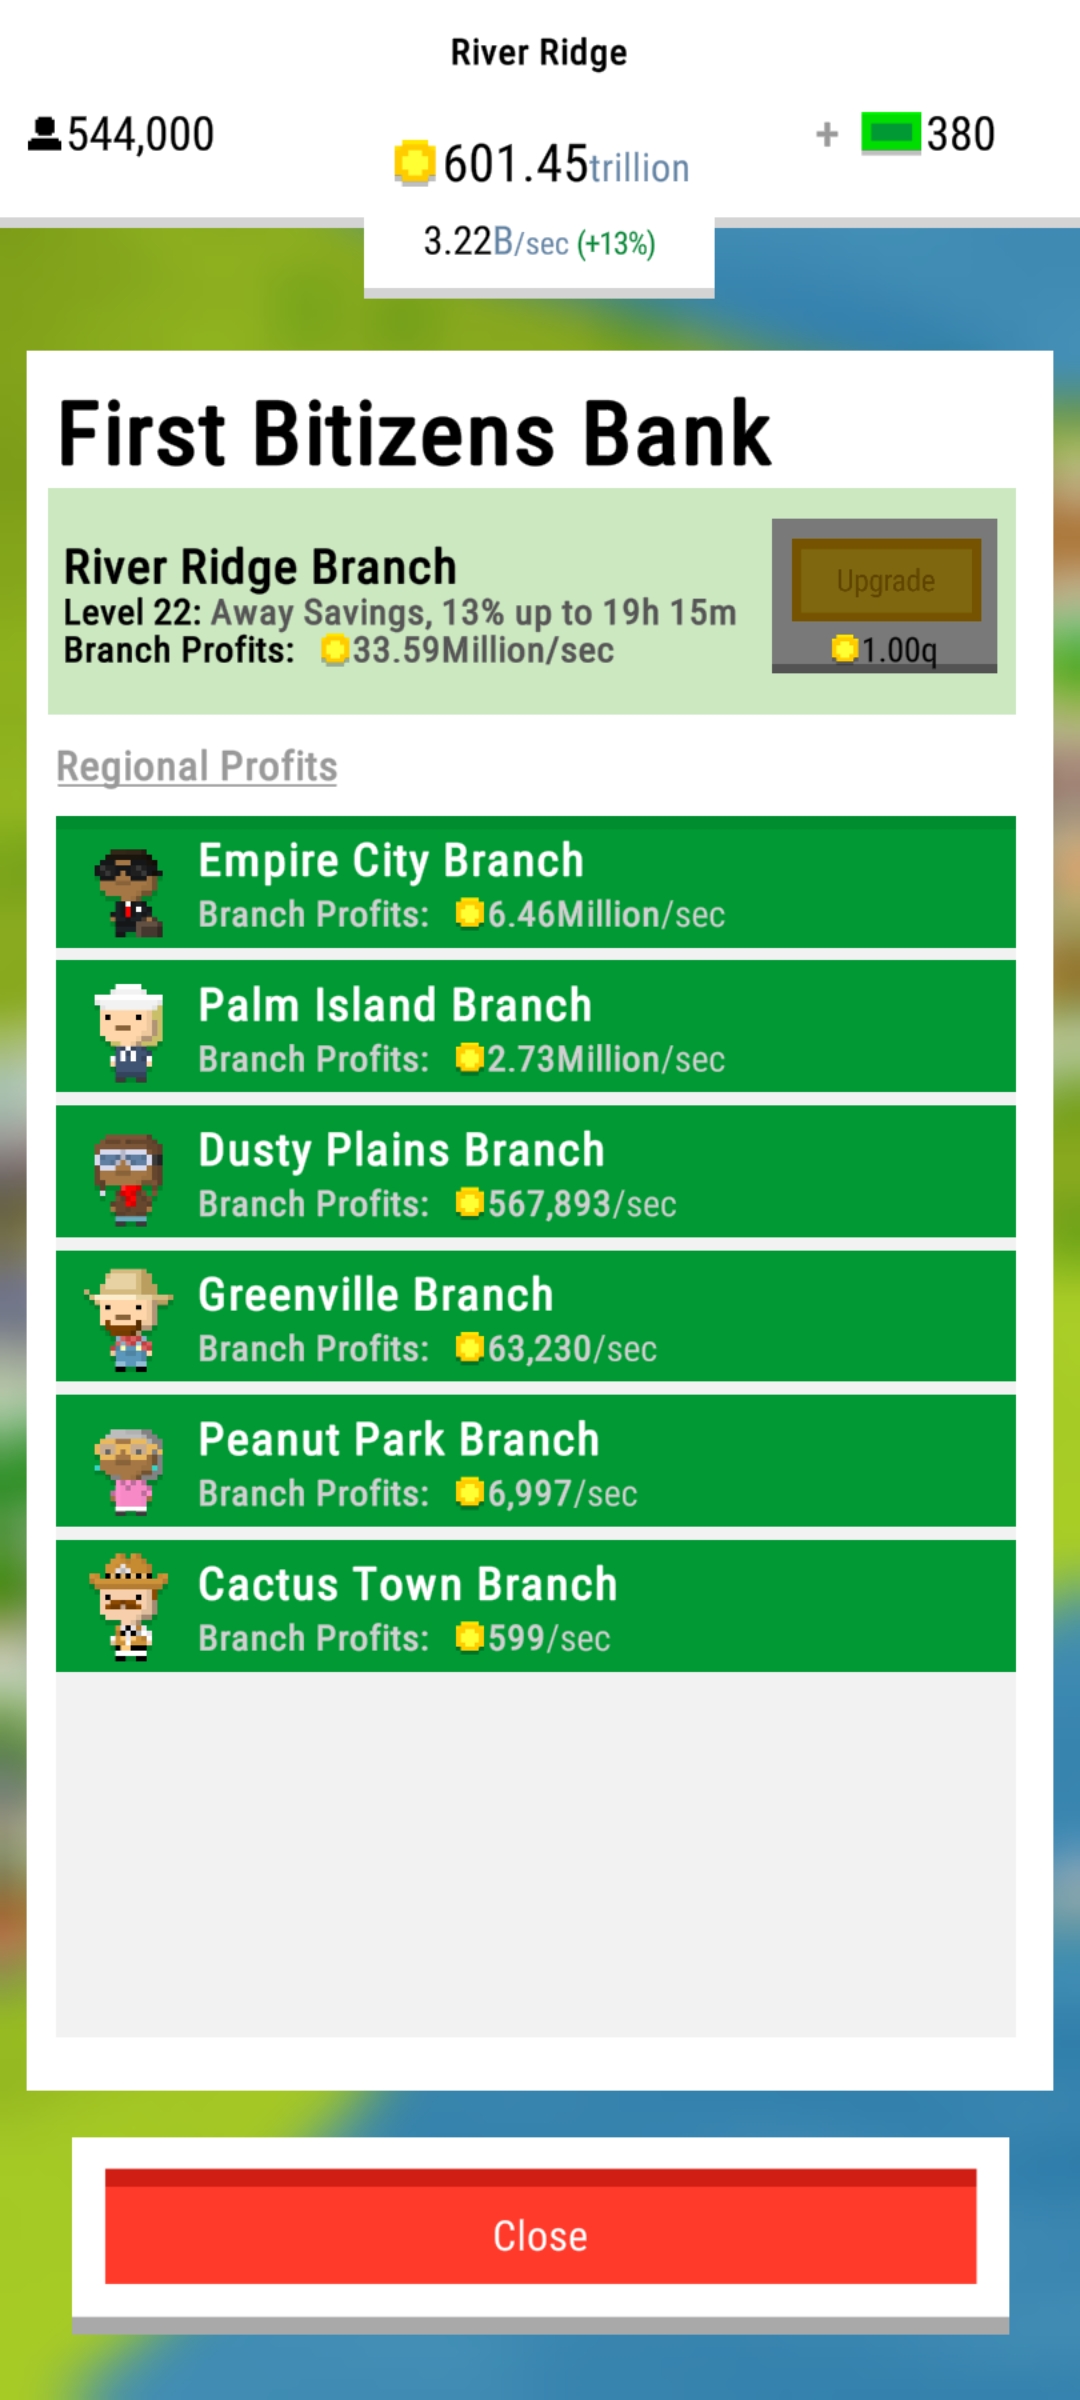 River Ridge
544,000
601.45trillion
+ 380
3.22B/sec (+13%)
First Bitizens Bank
River Ridge Branch
Level 22: Away Savings, 13% up to 19h 15m
Branch Profits: 33.59Million/sec
Upgrade
1.00q
Regional Profits
Empire City Branch
Branch Profits: 6.46Million/sec
Palm Island Branch
Branch Profits: 2.73Million/sec
Dusty Plains Branch
Branch Profits: 567,893/sec
Greenville Branch
Branch Profits: 63,230/sec
Peanut Park Branch
Branch Profits: 6,997/sec
Cactus Town Branch
Branch Profits: 599/sec
Close